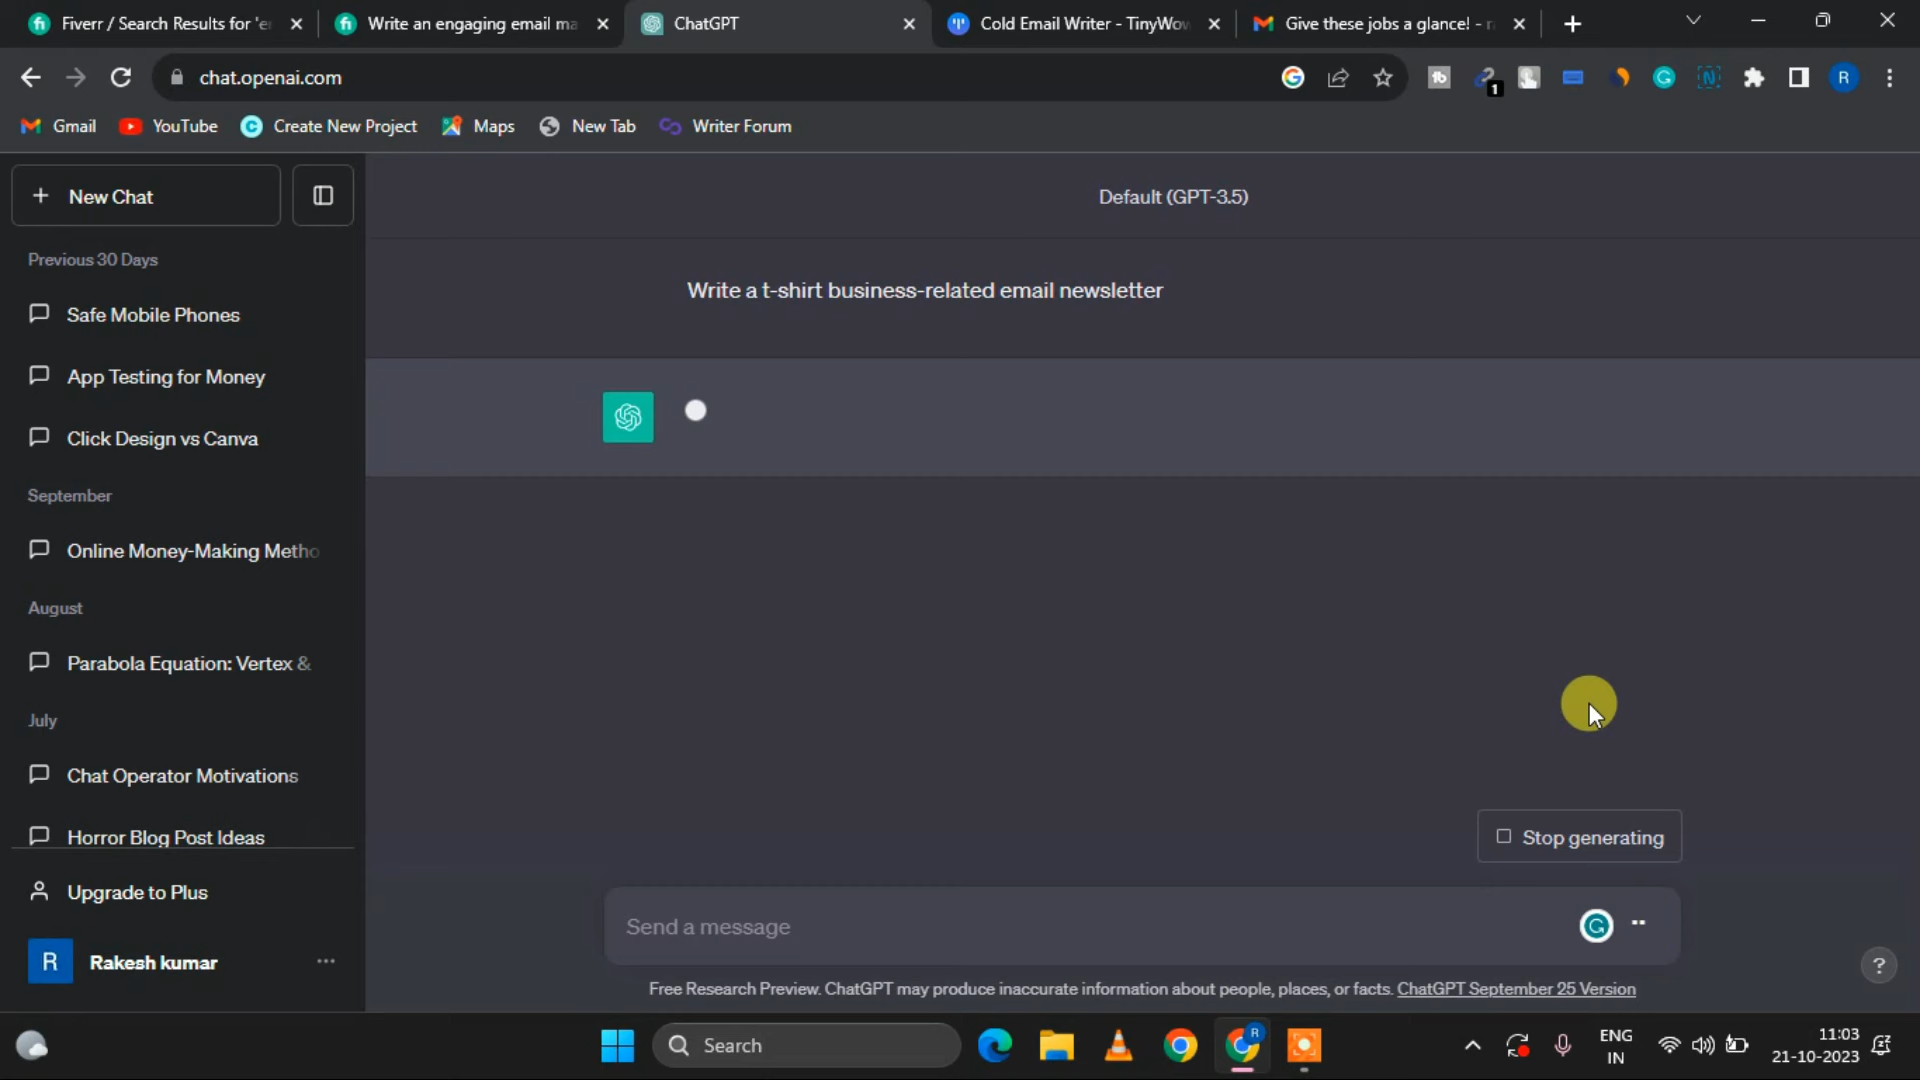 Fiverr / Search Results for 'e
Write an engaging email ma
ChatGPT
Cold Email Writer - TinyWow
Give these jobs a glance! - r
chat.openai.com
1
R
Gmail
YouTube
Create New Project
Maps
New Tab
Writer Forum
New Chat
Default (GPT-3.5)
Previous 30 Days
Write a t-shirt business-related email newsletter
Safe Mobile Phones
App Testing for Money
Click Design vs Canva
September
Online Money-Making Metho
August
Parabola Equation: Vertex &
July
Chat Operator Motivations
Horror Blog Post Ideas
Stop generating
Upgrade to Plus
Send a message
R
Rakesh kumar
?
Free Research Preview. ChatGPT may produce inaccurate information about people, places, or facts. ChatGPT September 25 Version
Search
R
ENG
IN
11:03
21-10-2023